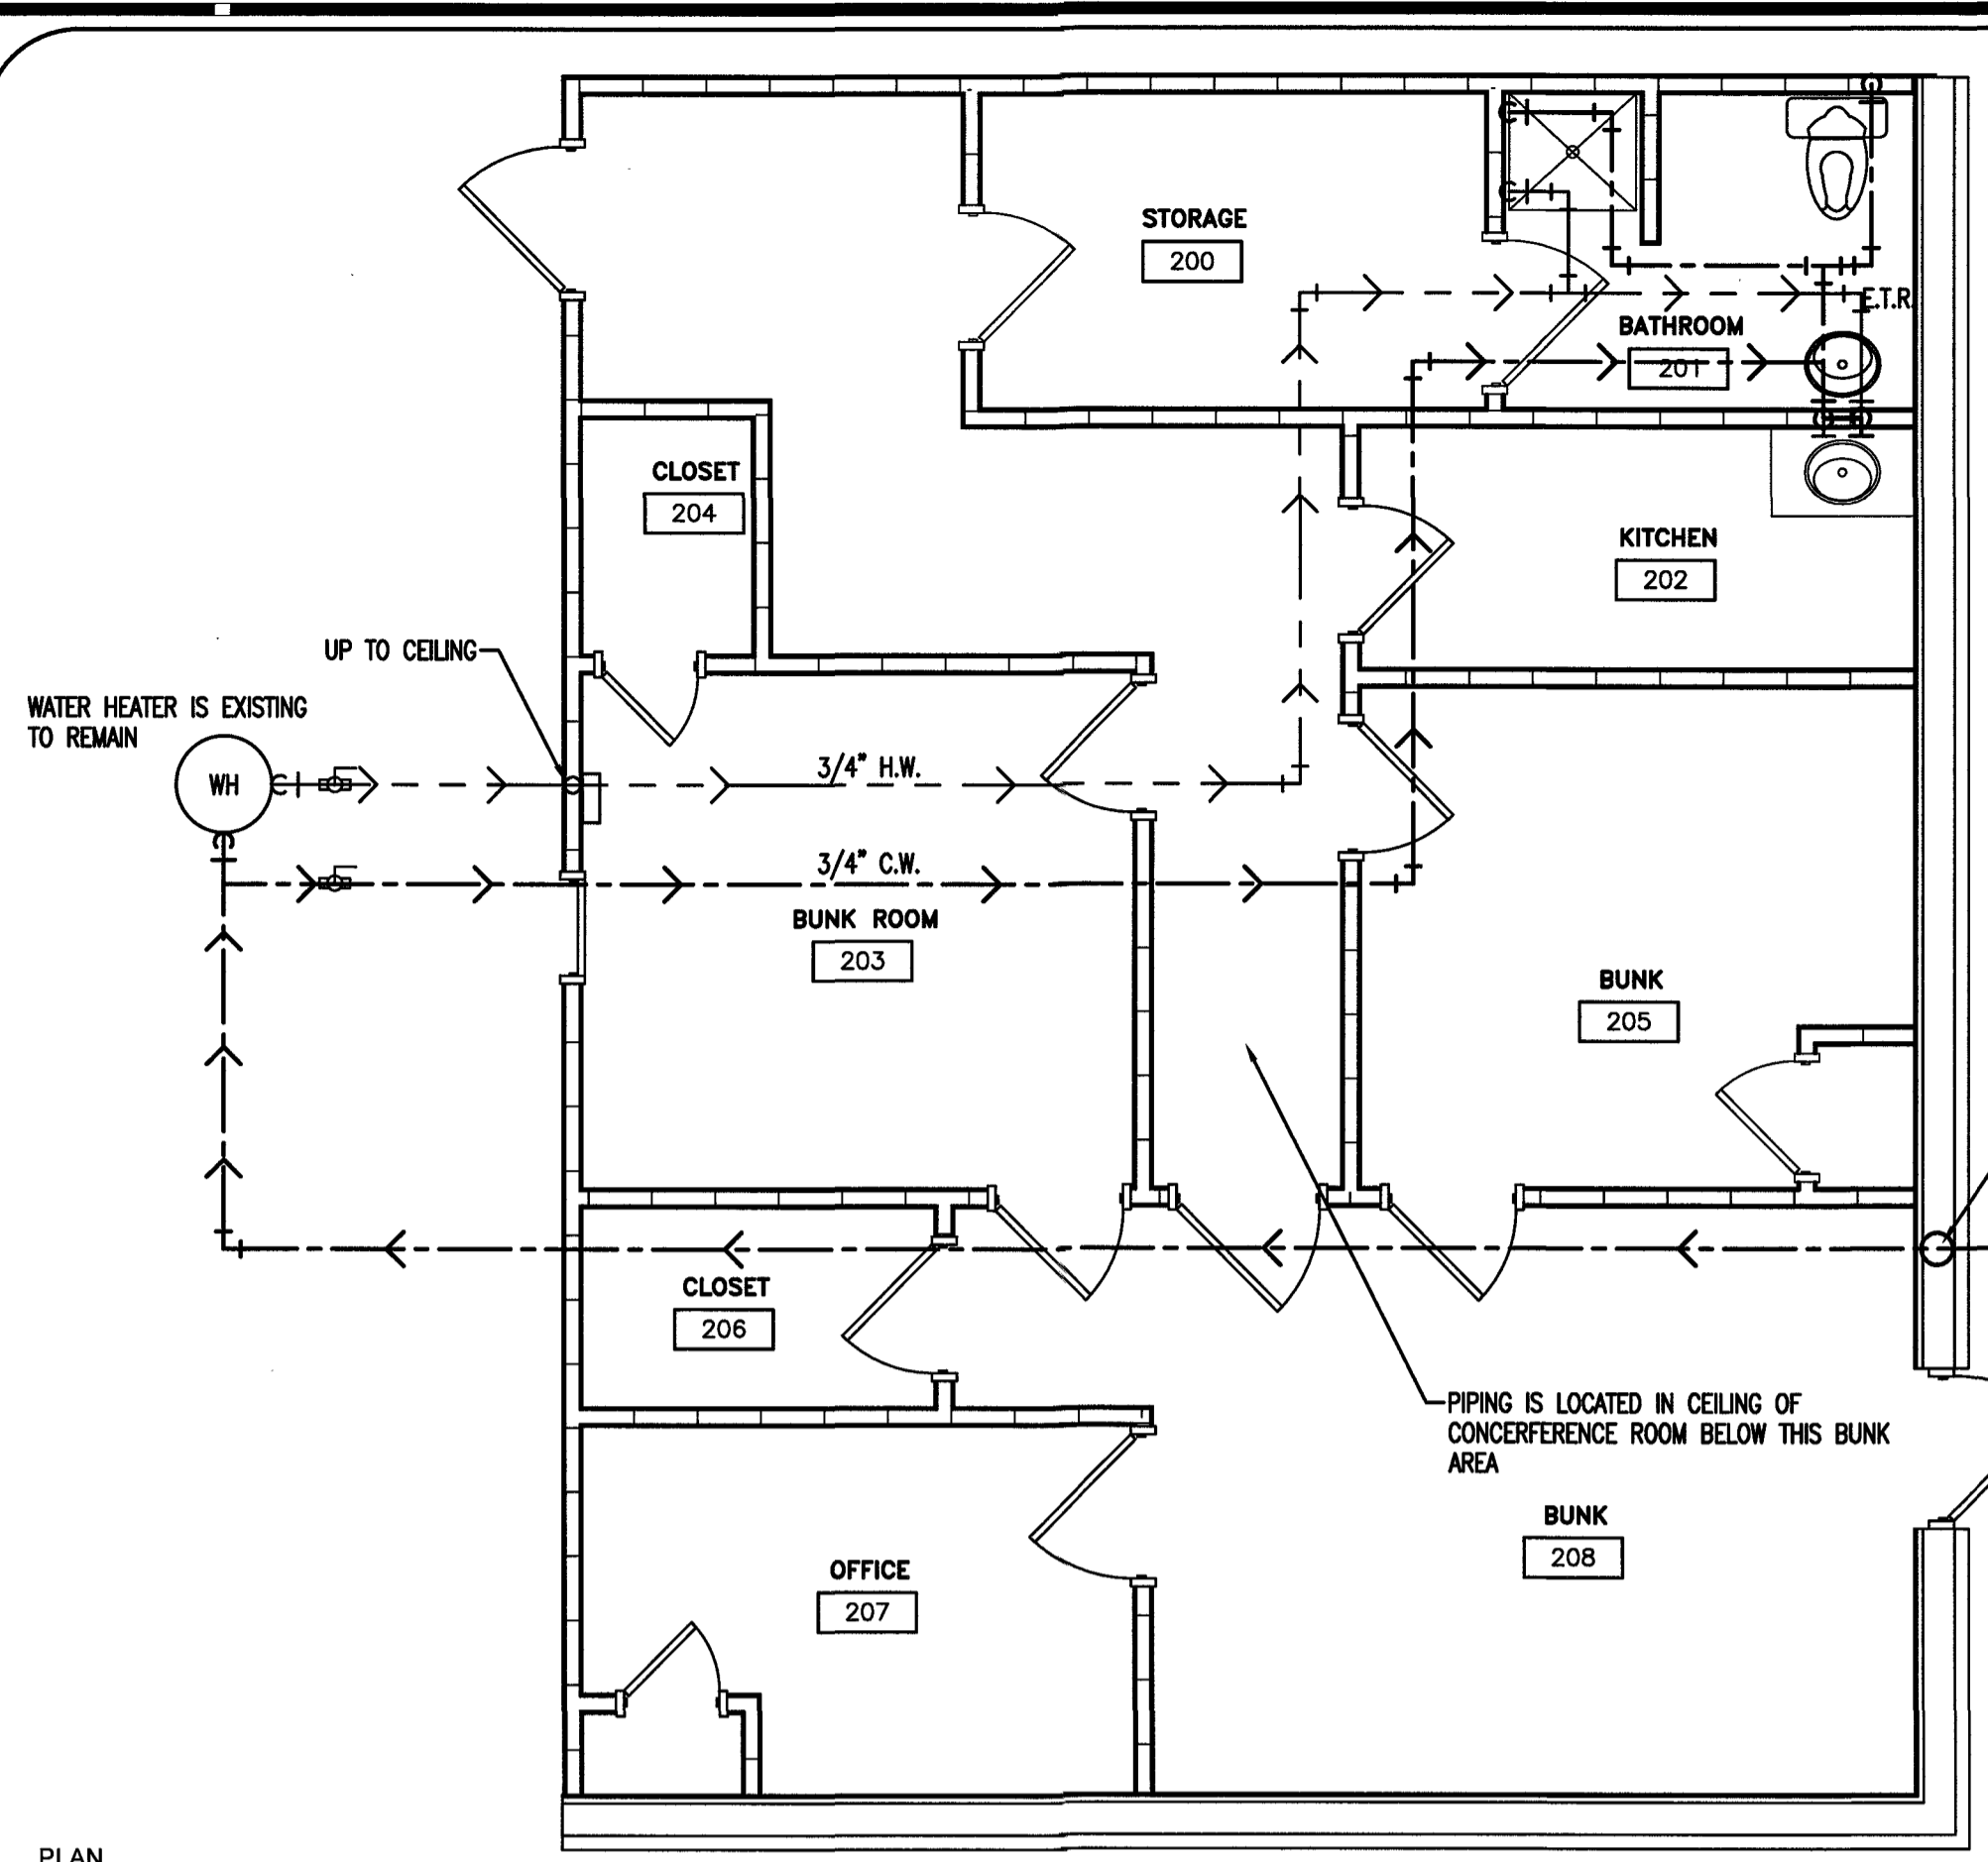 STORAGE
200
E.T.R.
BATHROOM
201
CLOSET
204
KITCHEN
202
UP TO CEILING
WATER HEATER IS EXISTING
TO REMAIN
WH
3/4" H.W.
3/4" C.W.
BUNK ROOM
203
BUNK
205
CLOSET
206
PIPING IS LOCATED IN CEILING OF
CONCERFERENCE ROOM BELOW THIS BUNK
AREA
BUNK
208
OFFICE
207
PLAN